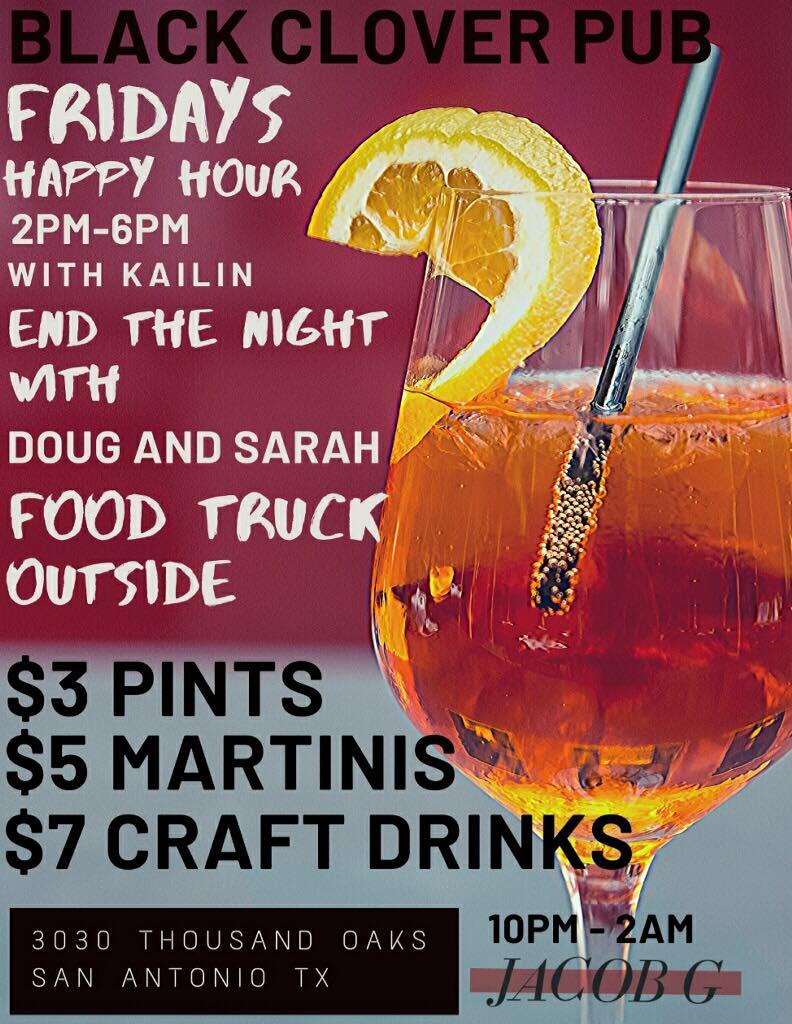 BLACK CLOVER PUB
FRIDAYS
HAPPY HOUR
2PM-6PM
WITH KAILIN
END THE NIGHT
WITH
DOUG AND SARAH
FOOD TRUCK
OUTSIDE
$3 PINTS
$5 MARTINIS
$7 CRAFT DRINKS
3030 THOUSAND OAKS
SAN ANTONIO TX
10PM - 2AM
JACOB G